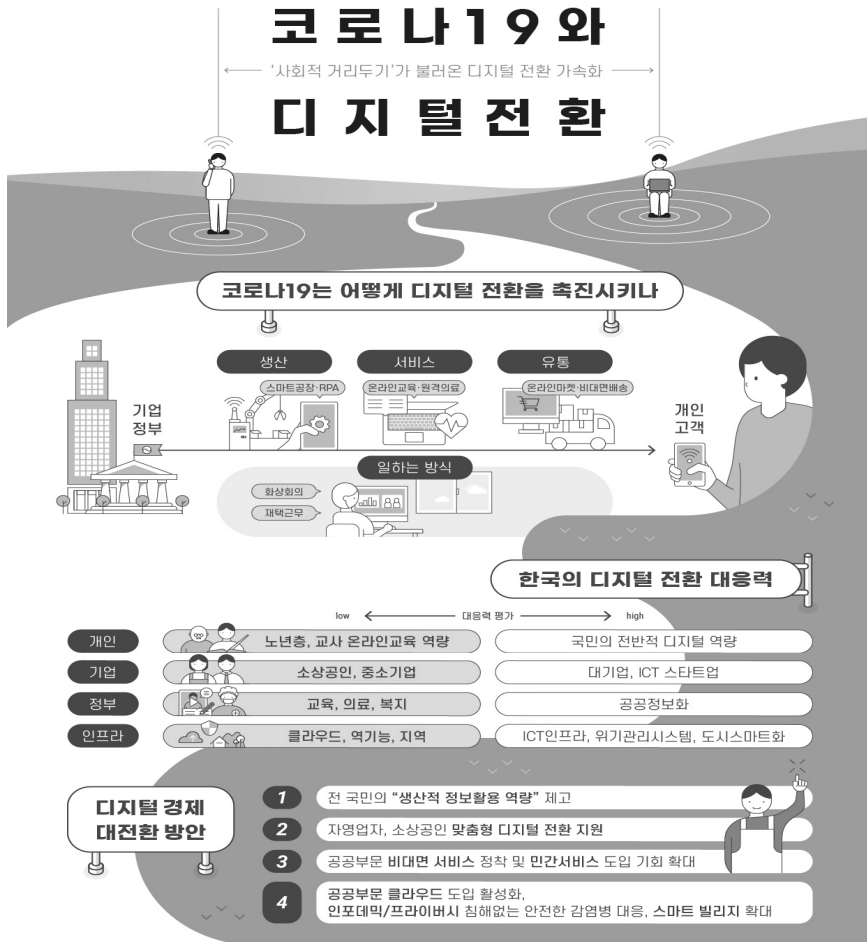 코로나19와
'사회적 거리두기'가 불러온 디지털 전환 가속화
디지털전환
코로나19는 어떻게 디지털 전환을 촉진시키나
생산
서비스
유통
스마트공장·RPA
온라인교육·원격의료
온라인마켓·비대면배송
기업
정부
개인
고객
일하는 방식
화상회의
재택근무
한국의 디지털 전환 대응력
low 대응력 평가 high
개인 노년층, 교사 온라인교육 역량 국민의 전반적 디지털 역량
기업 소상공인, 중소기업 대기업, ICT 스타트업
정부 교육, 의료, 복지 공공정보화
인프라 클라우드, 역기능, 지역 ICT인프라, 위기관리시스템, 도시스마트화
디지털 경제
대전환 방안
1 전 국민의 “생산적 정보활용 역량” 제고
2 자영업자, 소상공인 맞춤형 디지털 전환 지원
3 공공부문 비대면 서비스 정착 및 민간서비스 도입 기회 확대
4 공공부문 클라우드 도입 활성화,
인포데믹/프라이버시 침해없는 안전한 감염병 대응, 스마트 빌리지 확대